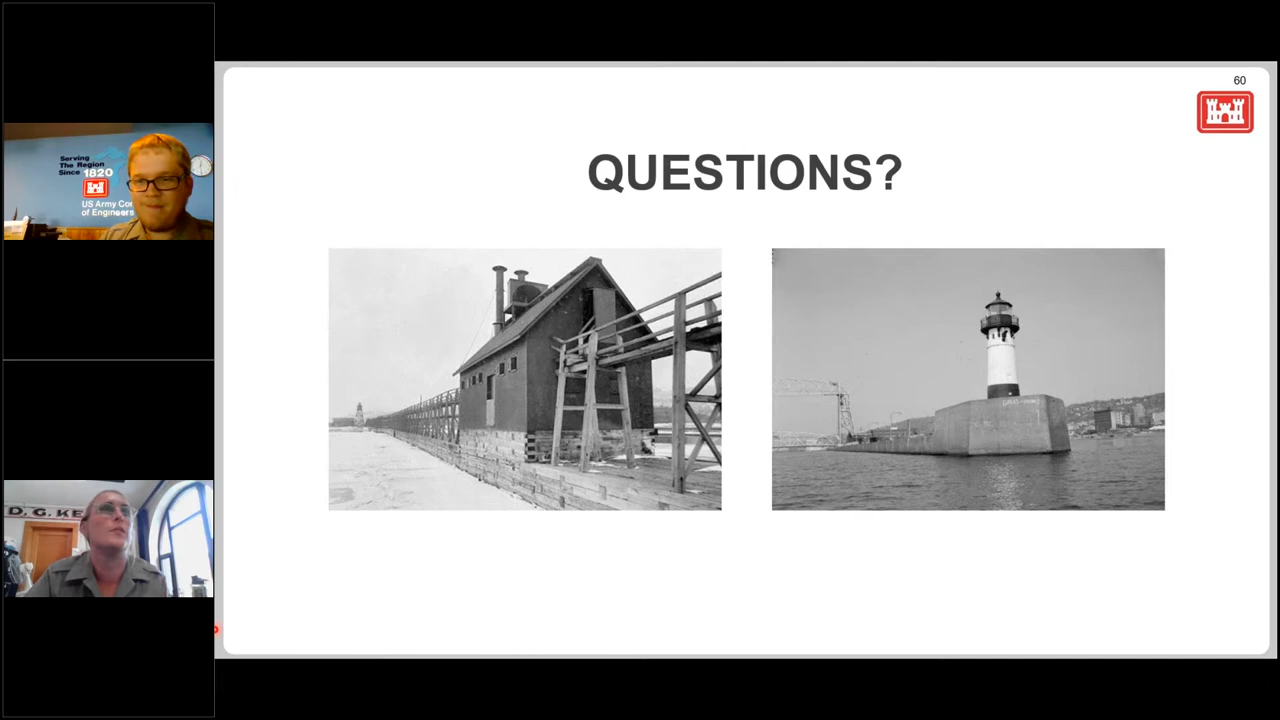 Serving
The Region
Since 1820
US Army Cor
of Engineers
D. G. KE
60
QUESTIONS?